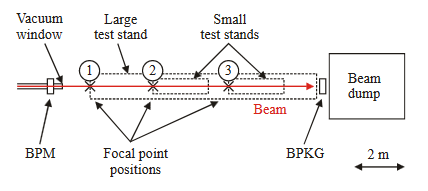 Vacuum
window
Large
test stand
Small
test stands
1
2
3
Beam
dump
Beam
BPM
Focal point
positions
BPKG
2 m